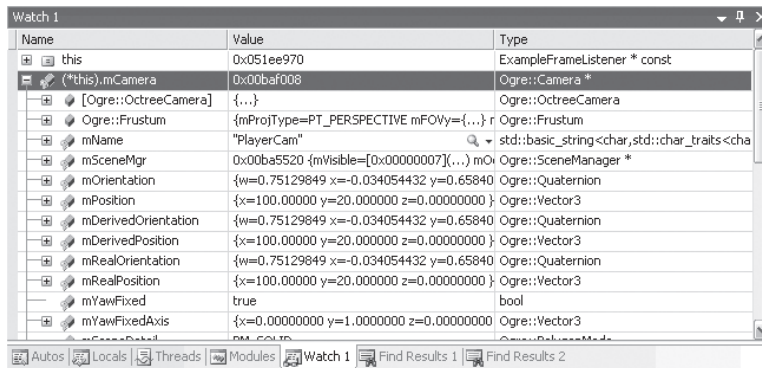 Watch 1
Name Value Type
this 0x051ee970 ExampleFrameListener * const
(*this).mCamera 0x00baf008 Ogre::Camera *
[Ogre::OctreeCamera] {...} Ogre::OctreeCamera
Ogre::Frustum {mProjType=PT_PERSPECTIVE mFOVy={...} r Ogre::Frustum
mName "PlayerCam" std::basic_string<char,std::char_traits<cha
mSceneMgr 0x00ba5520 {mVisible=[0x00000007](...) mO Ogre::SceneManager *
mOrientation {w=0.75129849 x=-0.034054432 y=0.65840 Ogre::Quaternion
mPosition {x=100.00000 y=20.000000 z=0.00000000 } Ogre::Vector3
mDerivedOrientation {w=0.75129849 x=-0.034054432 y=0.65840 Ogre::Quaternion
mDerivedPosition {x=100.00000 y=20.000000 z=0.00000000 } Ogre::Vector3
mRealOrientation {w=0.75129849 x=-0.034054432 y=0.65840 Ogre::Quaternion
mRealPosition {x=100.00000 y=20.000000 z=0.00000000 } Ogre::Vector3
mYawFixed true bool
mYawFixedAxis {x=0.00000000 y=1.0000000 z=0.00000000 Ogre::Vector3
mSceneDetail PM_SOLID Ogre::PolygonMode
Autos Locals Threads Modules Watch 1 Find Results 1 Find Results 2